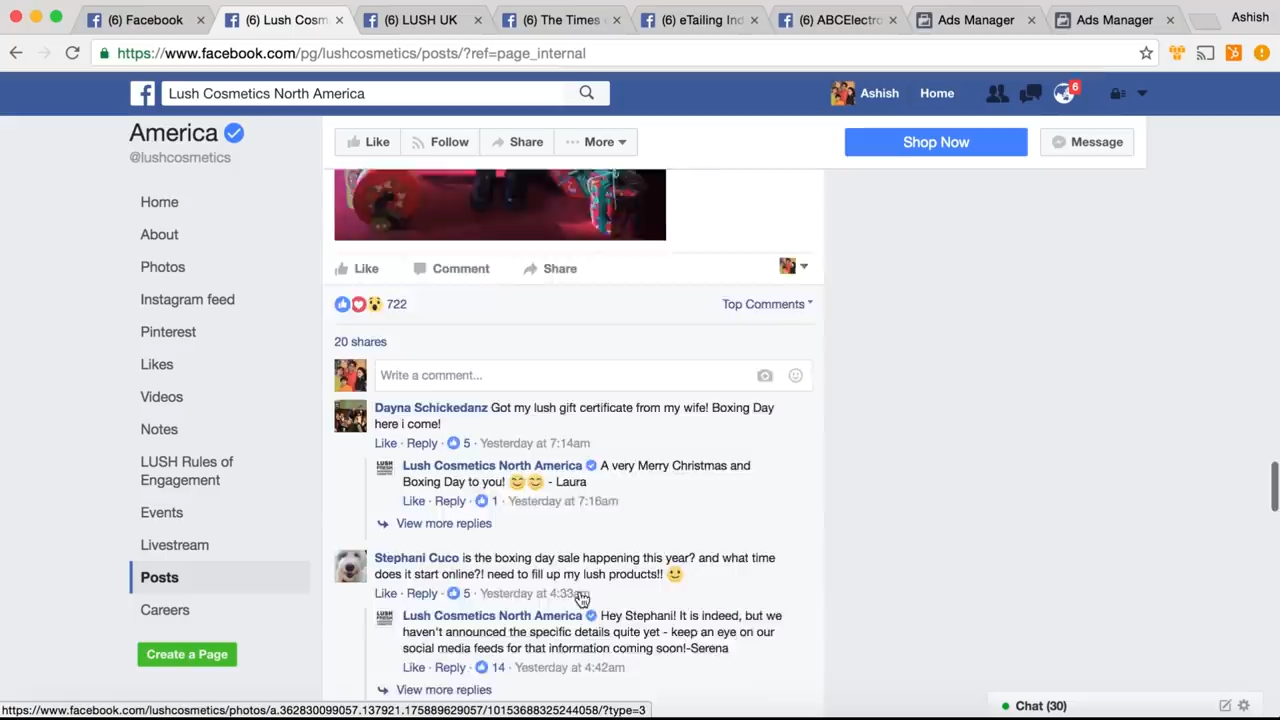 (6) Facebook
(6) Lush Cosm
(6) LUSH UK
(6) The Times
(6) eTailing Ind
(6) ABCElectro
Ads Manager
Ads Manager
Ashish
https://www.facebook.com/pg/lushcosmetics/posts/?ref=page_internal
Lush Cosmetics North America
Ashish
Home
6
America
@lushcosmetics
Like
Follow
Share
More
Shop Now
Message
Home
About
Photos
Instagram feed
Pinterest
Likes
Videos
Notes
LUSH Rules of
Engagement
Events
Livestream
Posts
Careers
Create a Page
Like
Comment
Share
722
Top Comments
20 shares
Write a comment...
Dayna Schickedanz Got my lush gift certificate from my wife! Boxing Day
here i come!
Like · Reply · 5 · Yesterday at 7:14am
LUSH
FRESH
Lush Cosmetics North America A very Merry Christmas and
Boxing Day to you! 😊😊 - Laura
Like · Reply · 1 · Yesterday at 7:16am
View more replies
Stephani Cuco is the boxing day sale happening this year? and what time
does it start online?! need to fill up my lush products!! 🙂
Like · Reply · 5 · Yesterday at 4:33am
LUSH
FRESH
Lush Cosmetics North America Hey Stephani! It is indeed, but we
haven't announced the specific details quite yet - keep an eye on our
social media feeds for that information coming soon!-Serena
Like · Reply · 14 · Yesterday at 4:42am
View more replies
https://www.facebook.com/lushcosmetics/photos/a.362830099057.137921.175889629057/10153688325244058/?type=3
Chat (30)